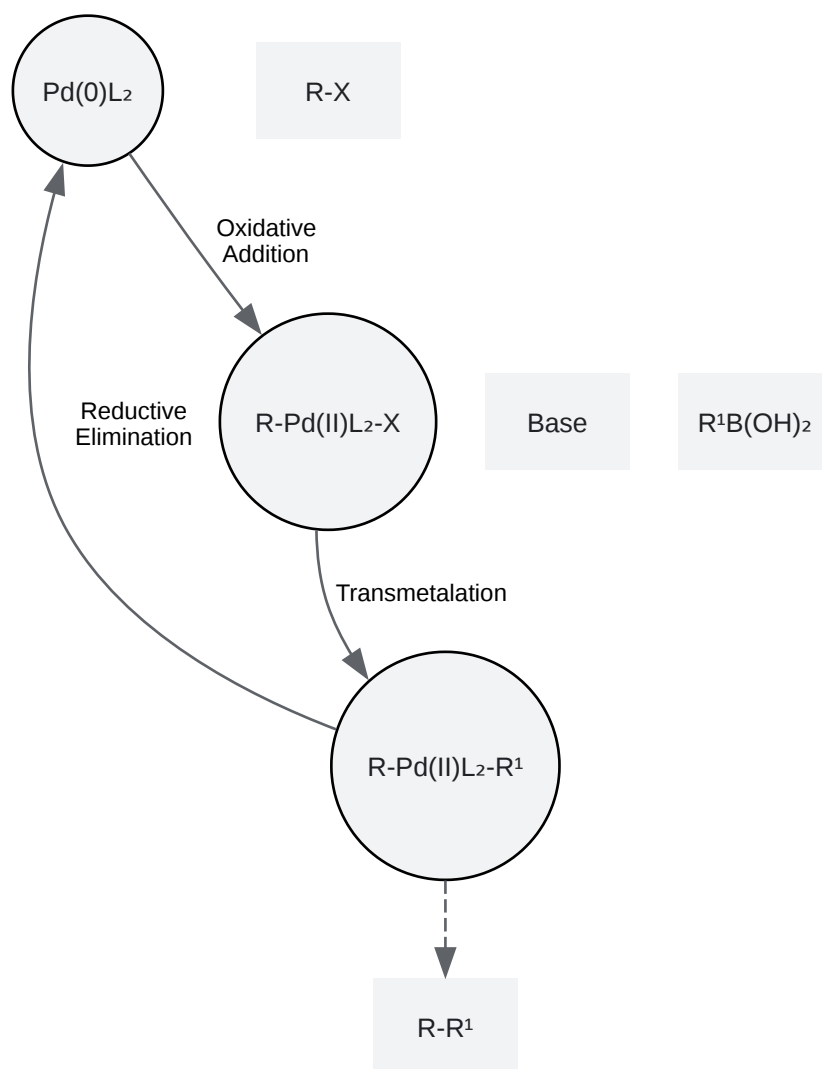 Pd(0)L₂
R-X
Oxidative
Addition
Reductive
Elimination
R-Pd(II)L₂-X
Base
R¹B(OH)₂
Transmetalation
R-Pd(II)L₂-R¹
R-R¹